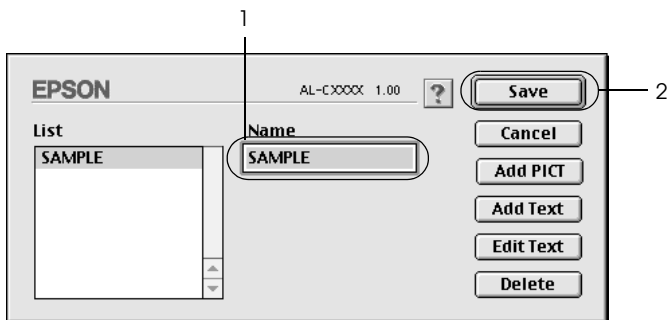 1
EPSON
AL-CXXXX 1.00
?
Save
2
List
Name
Cancel
SAMPLE
SAMPLE
Add PICT
Add Text
Edit Text
Delete